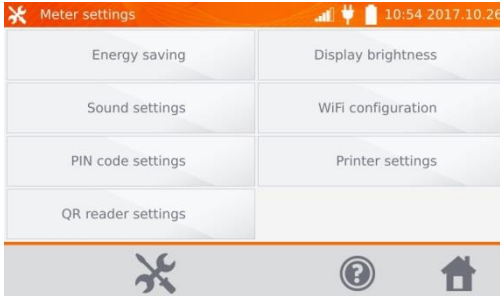 Meter settings 10:54 2017.10.26
Energy saving Display brightness
Sound settings WiFi configuration
PIN code settings Printer settings
QR reader settings